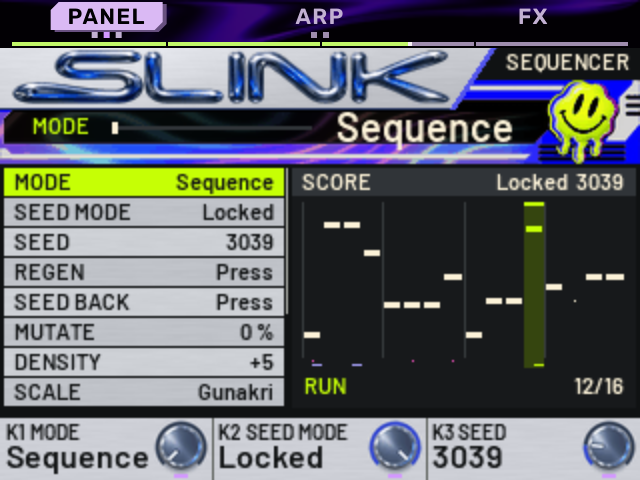 PANEL ARP FX
SLINK
SEQUENCER
MODE Sequence
MODE Sequence
SEED MODE Locked
SEED 3039
REGEN Press
SEED BACK Press
MUTATE 0 %
DENSITY +5
SCALE Gunakri
SCORE Locked 3039
RUN 12/16
K1 MODE
Sequence
K2 SEED MODE
Locked
K3 SEED
3039